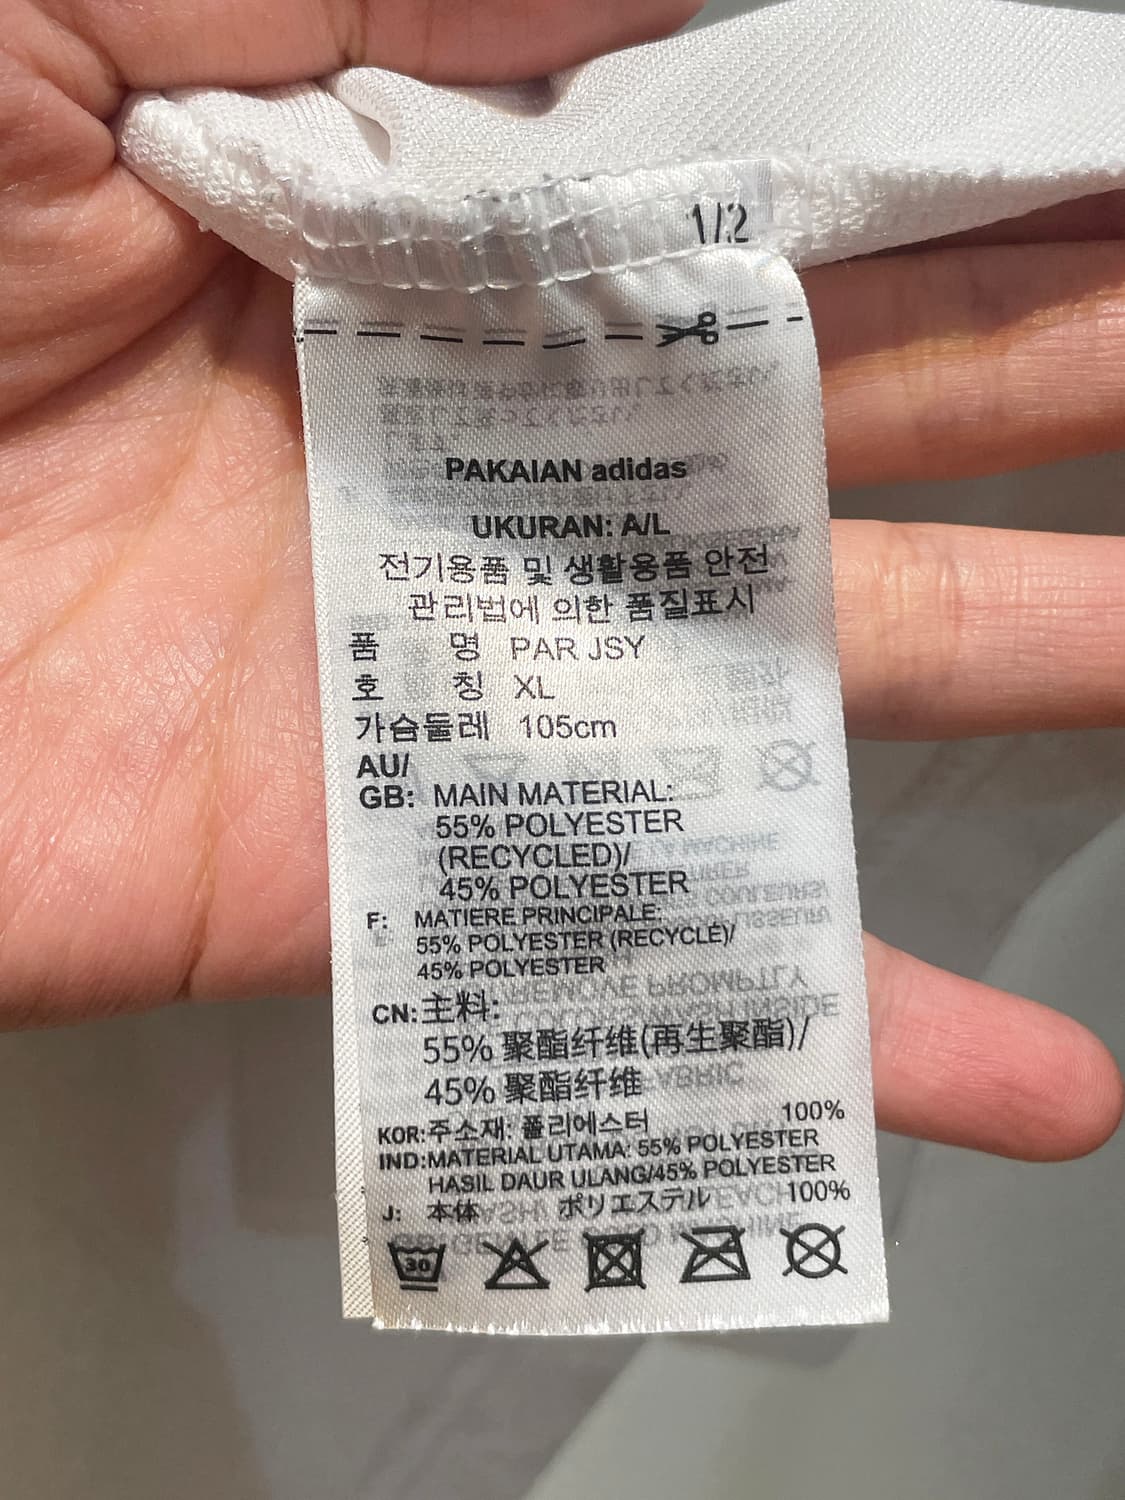 1/2
PAKAIAN adidas
UKURAN: A/L
전기용품 및 생활용품 안전
관리법에 의한 품질표시
품 명 PAR JSY
호 칭 XL
가슴둘레 105cm
AU/
GB: MAIN MATERIAL:
55% POLYESTER
(RECYCLED)/
45% POLYESTER
F: MATIERE PRINCIPALE:
55% POLYESTER (RECYCLÉ)/
45% POLYESTER
CN:主料:
55% 聚酯纤维(再生聚酯)/
45% 聚酯纤维
KOR:주소재: 폴리에스터 100%
IND:MATERIAL UTAMA: 55% POLYESTER
HASIL DAUR ULANG/45% POLYESTER
J: 本体 ポリエステル 100%
30